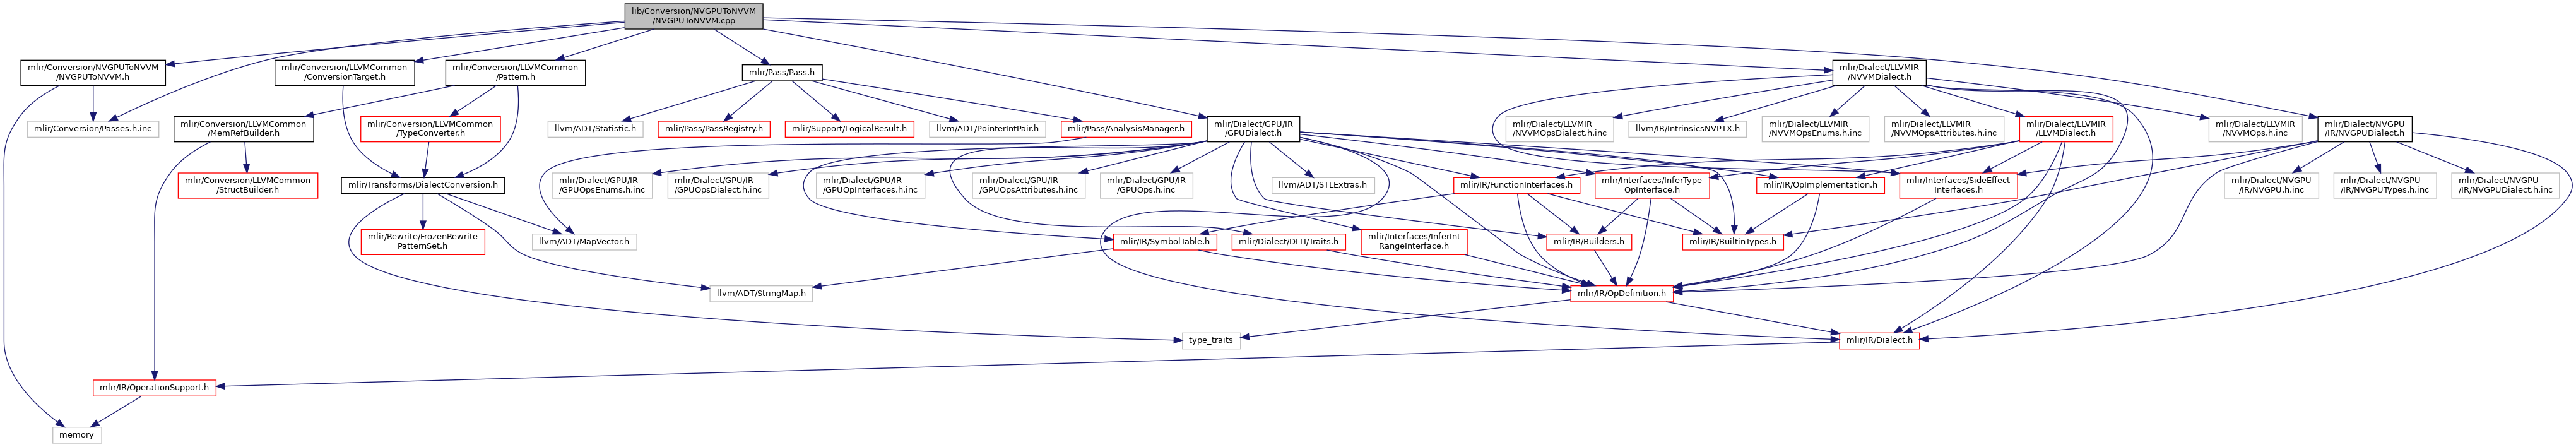 lib/Conversion/NVGPUToNVVM
/NVGPUToNVVM.cpp
mlir/Conversion/NVGPUToNVVM
/NVGPUToNVVM.h
mlir/Conversion/LLVMCommon
/ConversionTarget.h
mlir/Conversion/LLVMCommon
/Pattern.h
mlir/Pass/Pass.h
mlir/Dialect/LLVMIR
/NVVMDialect.h
mlir/Conversion/Passes.h.inc
mlir/Conversion/LLVMCommon
/MemRefBuilder.h
mlir/Conversion/LLVMCommon
/TypeConverter.h
llvm/ADT/Statistic.h
mlir/Pass/PassRegistry.h
mlir/Support/LogicalResult.h
llvm/ADT/PointerIntPair.h
mlir/Pass/AnalysisManager.h
mlir/Dialect/GPU/IR
/GPUDialect.h
mlir/Dialect/LLVMIR
/NVVMOpsDialect.h.inc
llvm/IR/IntrinsicsNVPTX.h
mlir/Dialect/LLVMIR
/NVVMOpsEnums.h.inc
mlir/Dialect/LLVMIR
/NVVMOpsAttributes.h.inc
mlir/Dialect/LLVMIR
/LLVMDialect.h
mlir/Dialect/LLVMIR
/NVVMOps.h.inc
mlir/Dialect/NVGPU
/IR/NVGPUDialect.h
mlir/Conversion/LLVMCommon
/StructBuilder.h
mlir/Transforms/DialectConversion.h
mlir/Dialect/GPU/IR
/GPUOpsEnums.h.inc
mlir/Dialect/GPU/IR
/GPUOpsDialect.h.inc
mlir/Dialect/GPU/IR
/GPUOpInterfaces.h.inc
mlir/Dialect/GPU/IR
/GPUOpsAttributes.h.inc
mlir/Dialect/GPU/IR
/GPUOps.h.inc
llvm/ADT/STLExtras.h
mlir/IR/FunctionInterfaces.h
mlir/Interfaces/InferType
OpInterface.h
mlir/IR/OpImplementation.h
mlir/Interfaces/SideEffect
Interfaces.h
mlir/Dialect/NVGPU
/IR/NVGPU.h.inc
mlir/Dialect/NVGPU
/IR/NVGPUTypes.h.inc
mlir/Dialect/NVGPU
/IR/NVGPUDialect.h.inc
mlir/Rewrite/FrozenRewrite
PatternSet.h
llvm/ADT/MapVector.h
mlir/IR/SymbolTable.h
mlir/Dialect/DLTI/Traits.h
mlir/Interfaces/InferInt
RangeInterface.h
mlir/IR/Builders.h
mlir/IR/BuiltinTypes.h
llvm/ADT/StringMap.h
mlir/IR/OpDefinition.h
type_traits
mlir/IR/Dialect.h
mlir/IR/OperationSupport.h
memory